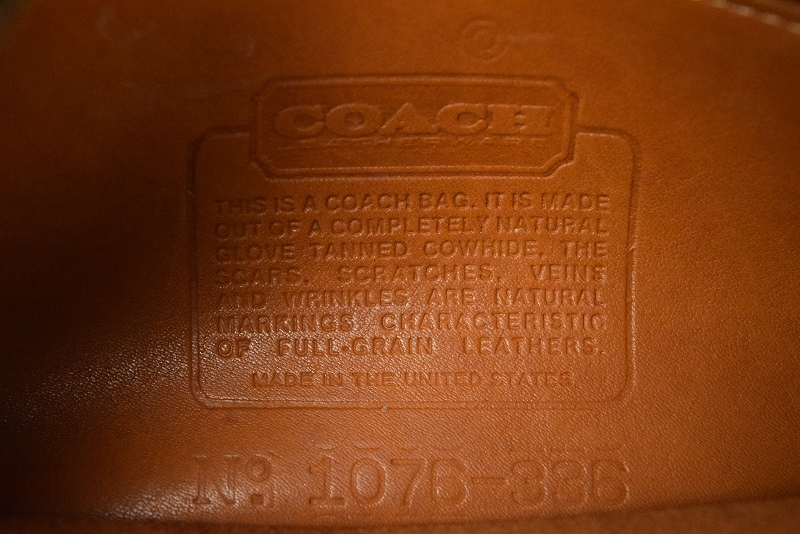 COACH
THIS IS A COACH BAG. IT IS MADE
OUT OF A COMPLETELY NATURAL
GLOVE TANNED COWHIDE, THE
SCARS, SCRATCHES, VEINS
AND WRINKLES ARE NATURAL
MARKINGS CHARACTERISTIC
OF FULL-GRAIN LEATHERS.
MADE IN THE UNITED STATES.
No: 1076-336